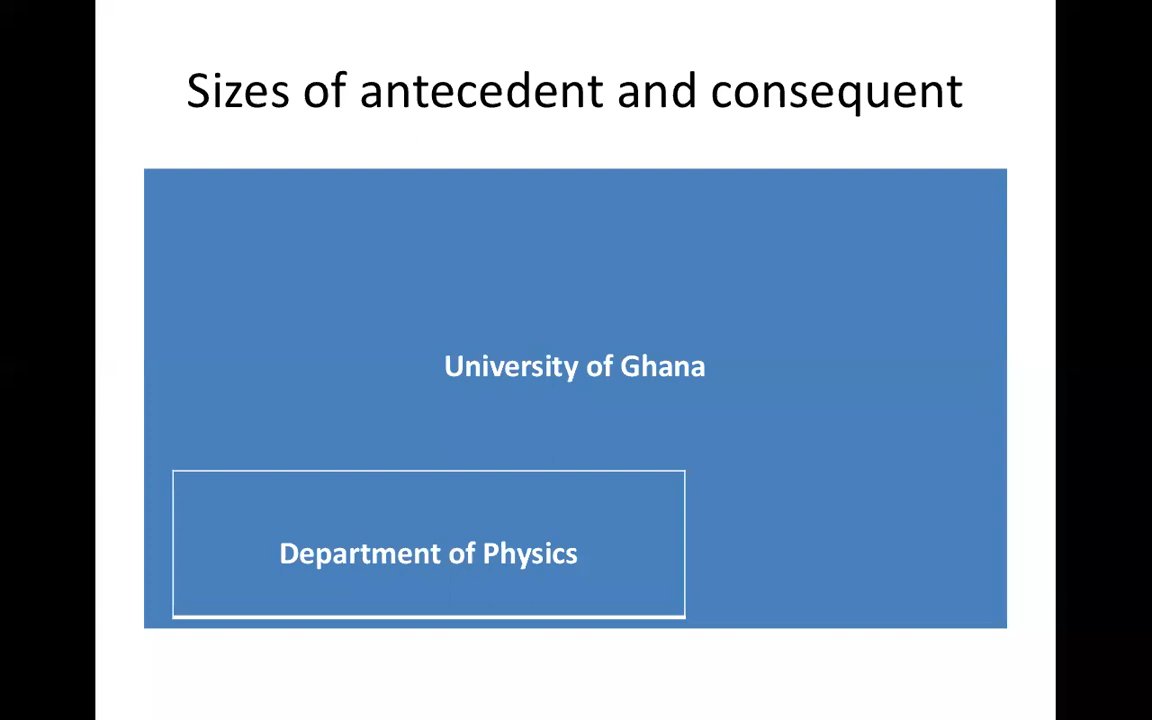 Sizes of antecedent and consequent
University of Ghana
Department of Physics